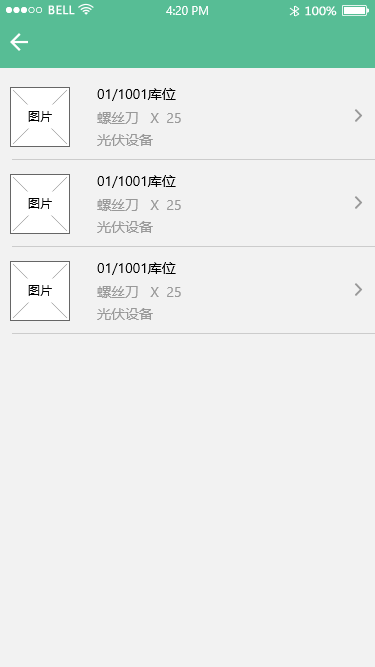 BELL 4:20 PM 100%
01/1001库位
图片
螺丝刀 X 25
光伏设备
01/1001库位
图片
螺丝刀 X 25
光伏设备
01/1001库位
图片
螺丝刀 X 25
光伏设备